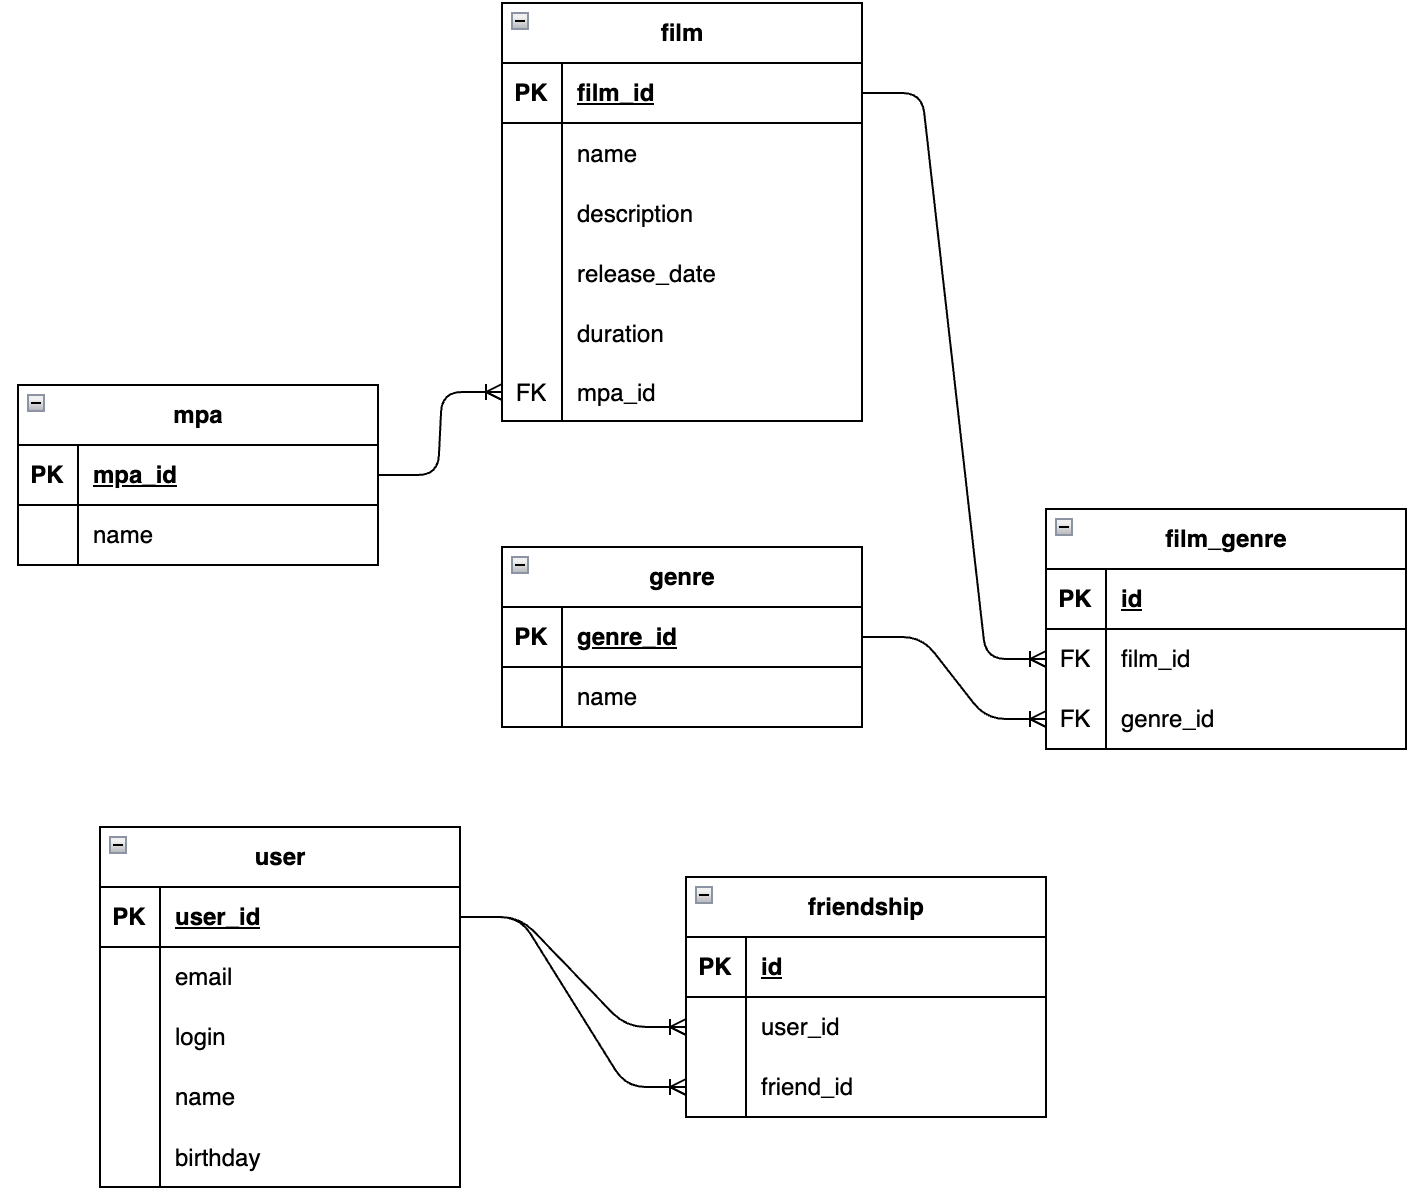 film
PK film_id
name
description
release_date
duration
FK mpa_id
mpa
PK mpa_id
name
genre
PK genre_id
name
film_genre
PK id
FK film_id
FK genre_id
user
PK user_id
email
login
name
birthday
friendship
PK id
user_id
friend_id